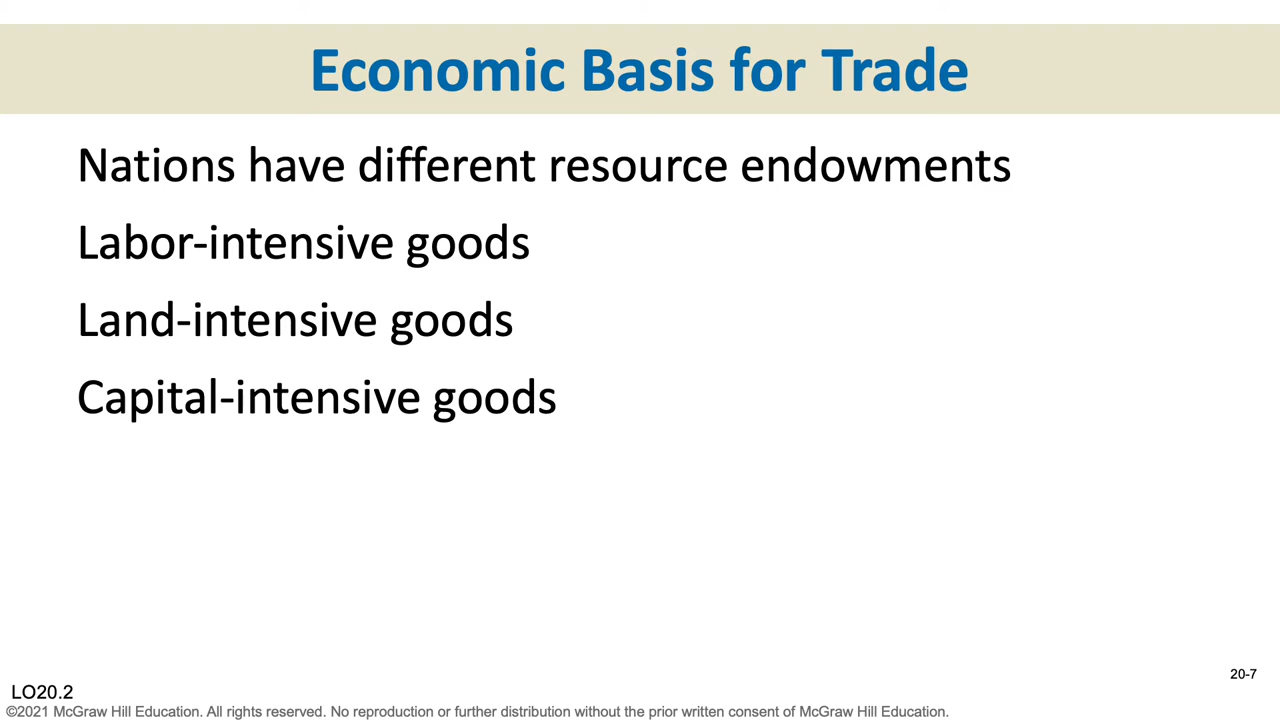 Economic Basis for Trade
Nations have different resource endowments
Labor-intensive goods
Land-intensive goods
Capital-intensive goods
20-7
LO20.2
©2021 McGraw Hill Education. All rights reserved. No reproduction or further distribution without the prior written consent of McGraw Hill Education.